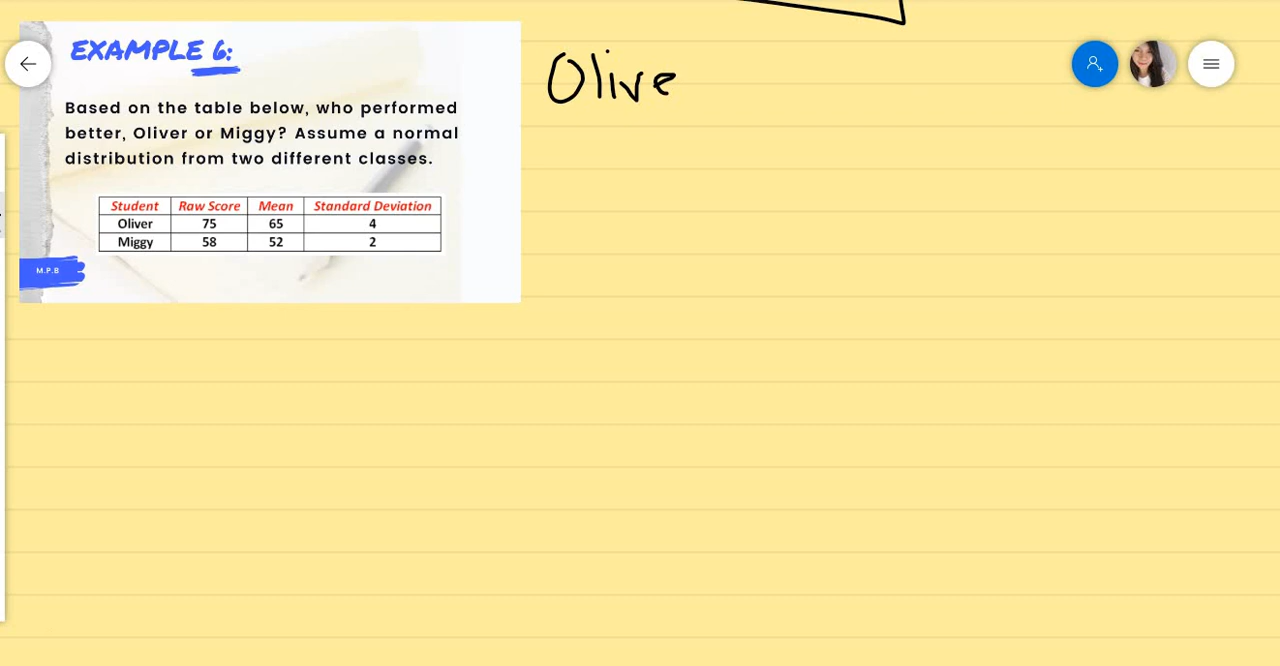 EXAMPLE 6:
Based on the table below, who performed
better, Oliver or Miggy? Assume a normal
distribution from two different classes.
Student Raw Score Mean Standard Deviation
Oliver 75 65 4
Miggy 58 52 2
M.P.B
Olive